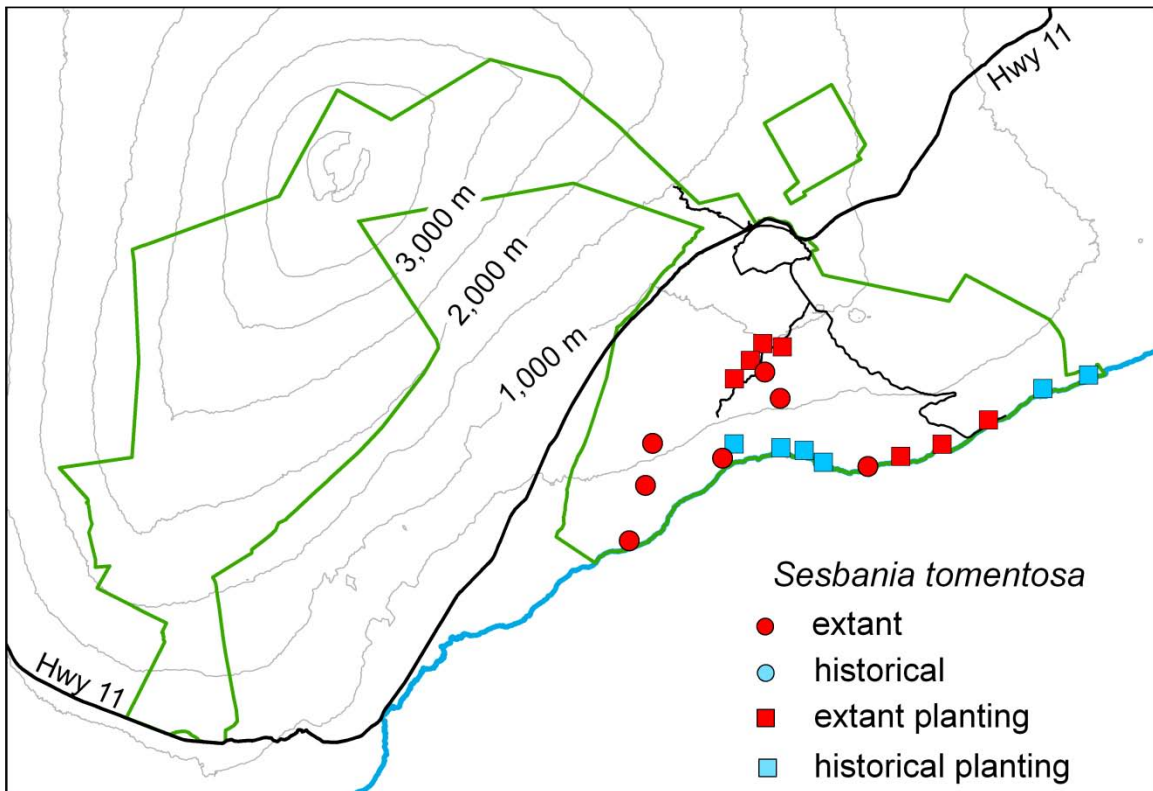 Hwy 11
3,000 m
2,000 m
1,000 m
Hwy 11
Sesbania tomentosa
extant
historical
extant planting
historical planting